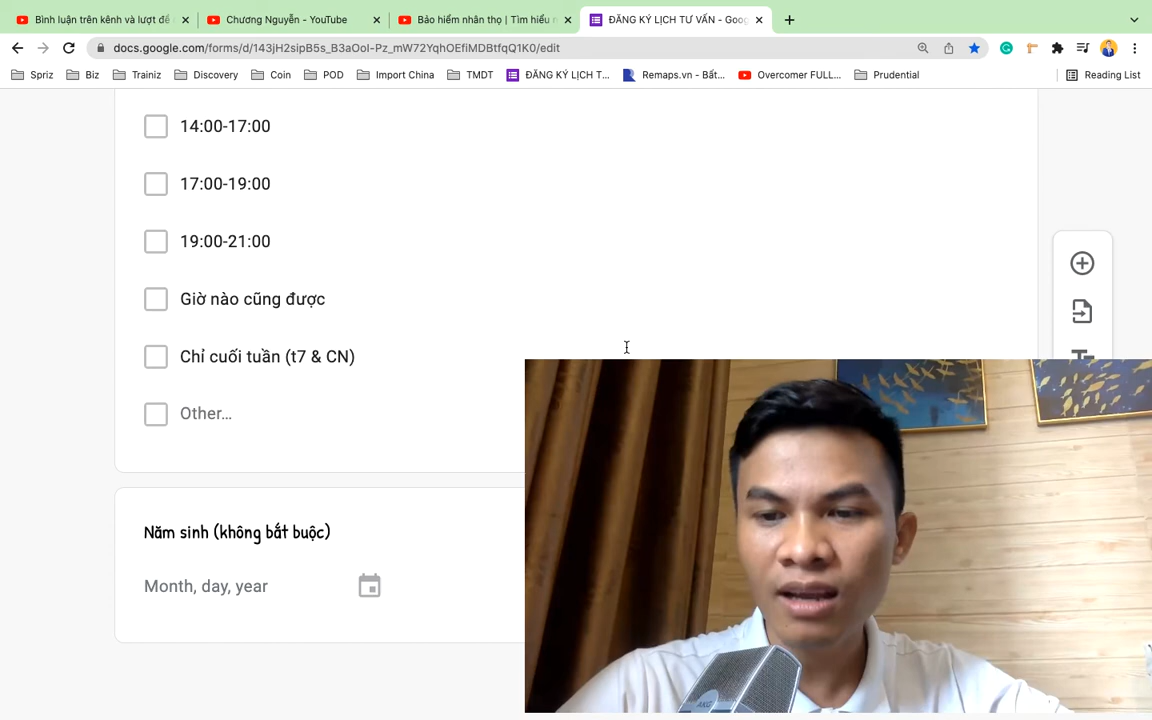 Bình luận trên kênh và lượt đề
Chương Nguyễn - YouTube
Bảo hiểm nhân thọ | Tìm hiểu
ĐĂNG KÝ LỊCH TƯ VẤN - Goog
docs.google.com/forms/d/143jH2sipB5s_B3aOoI-Pz_mW72YqhOEfiMDBtfqQ1K0/edit
Spriz
Biz
Trainiz
Discovery
Coin
POD
Import China
TMDT
ĐĂNG KÝ LỊCH T...
Remaps.vn - Bất...
Overcomer FULL...
Prudential
Reading List
14:00-17:00
17:00-19:00
19:00-21:00
Giờ nào cũng được
Chỉ cuối tuần (t7 & CN)
Other...
Năm sinh (không bắt buộc)
Month, day, year
AKG